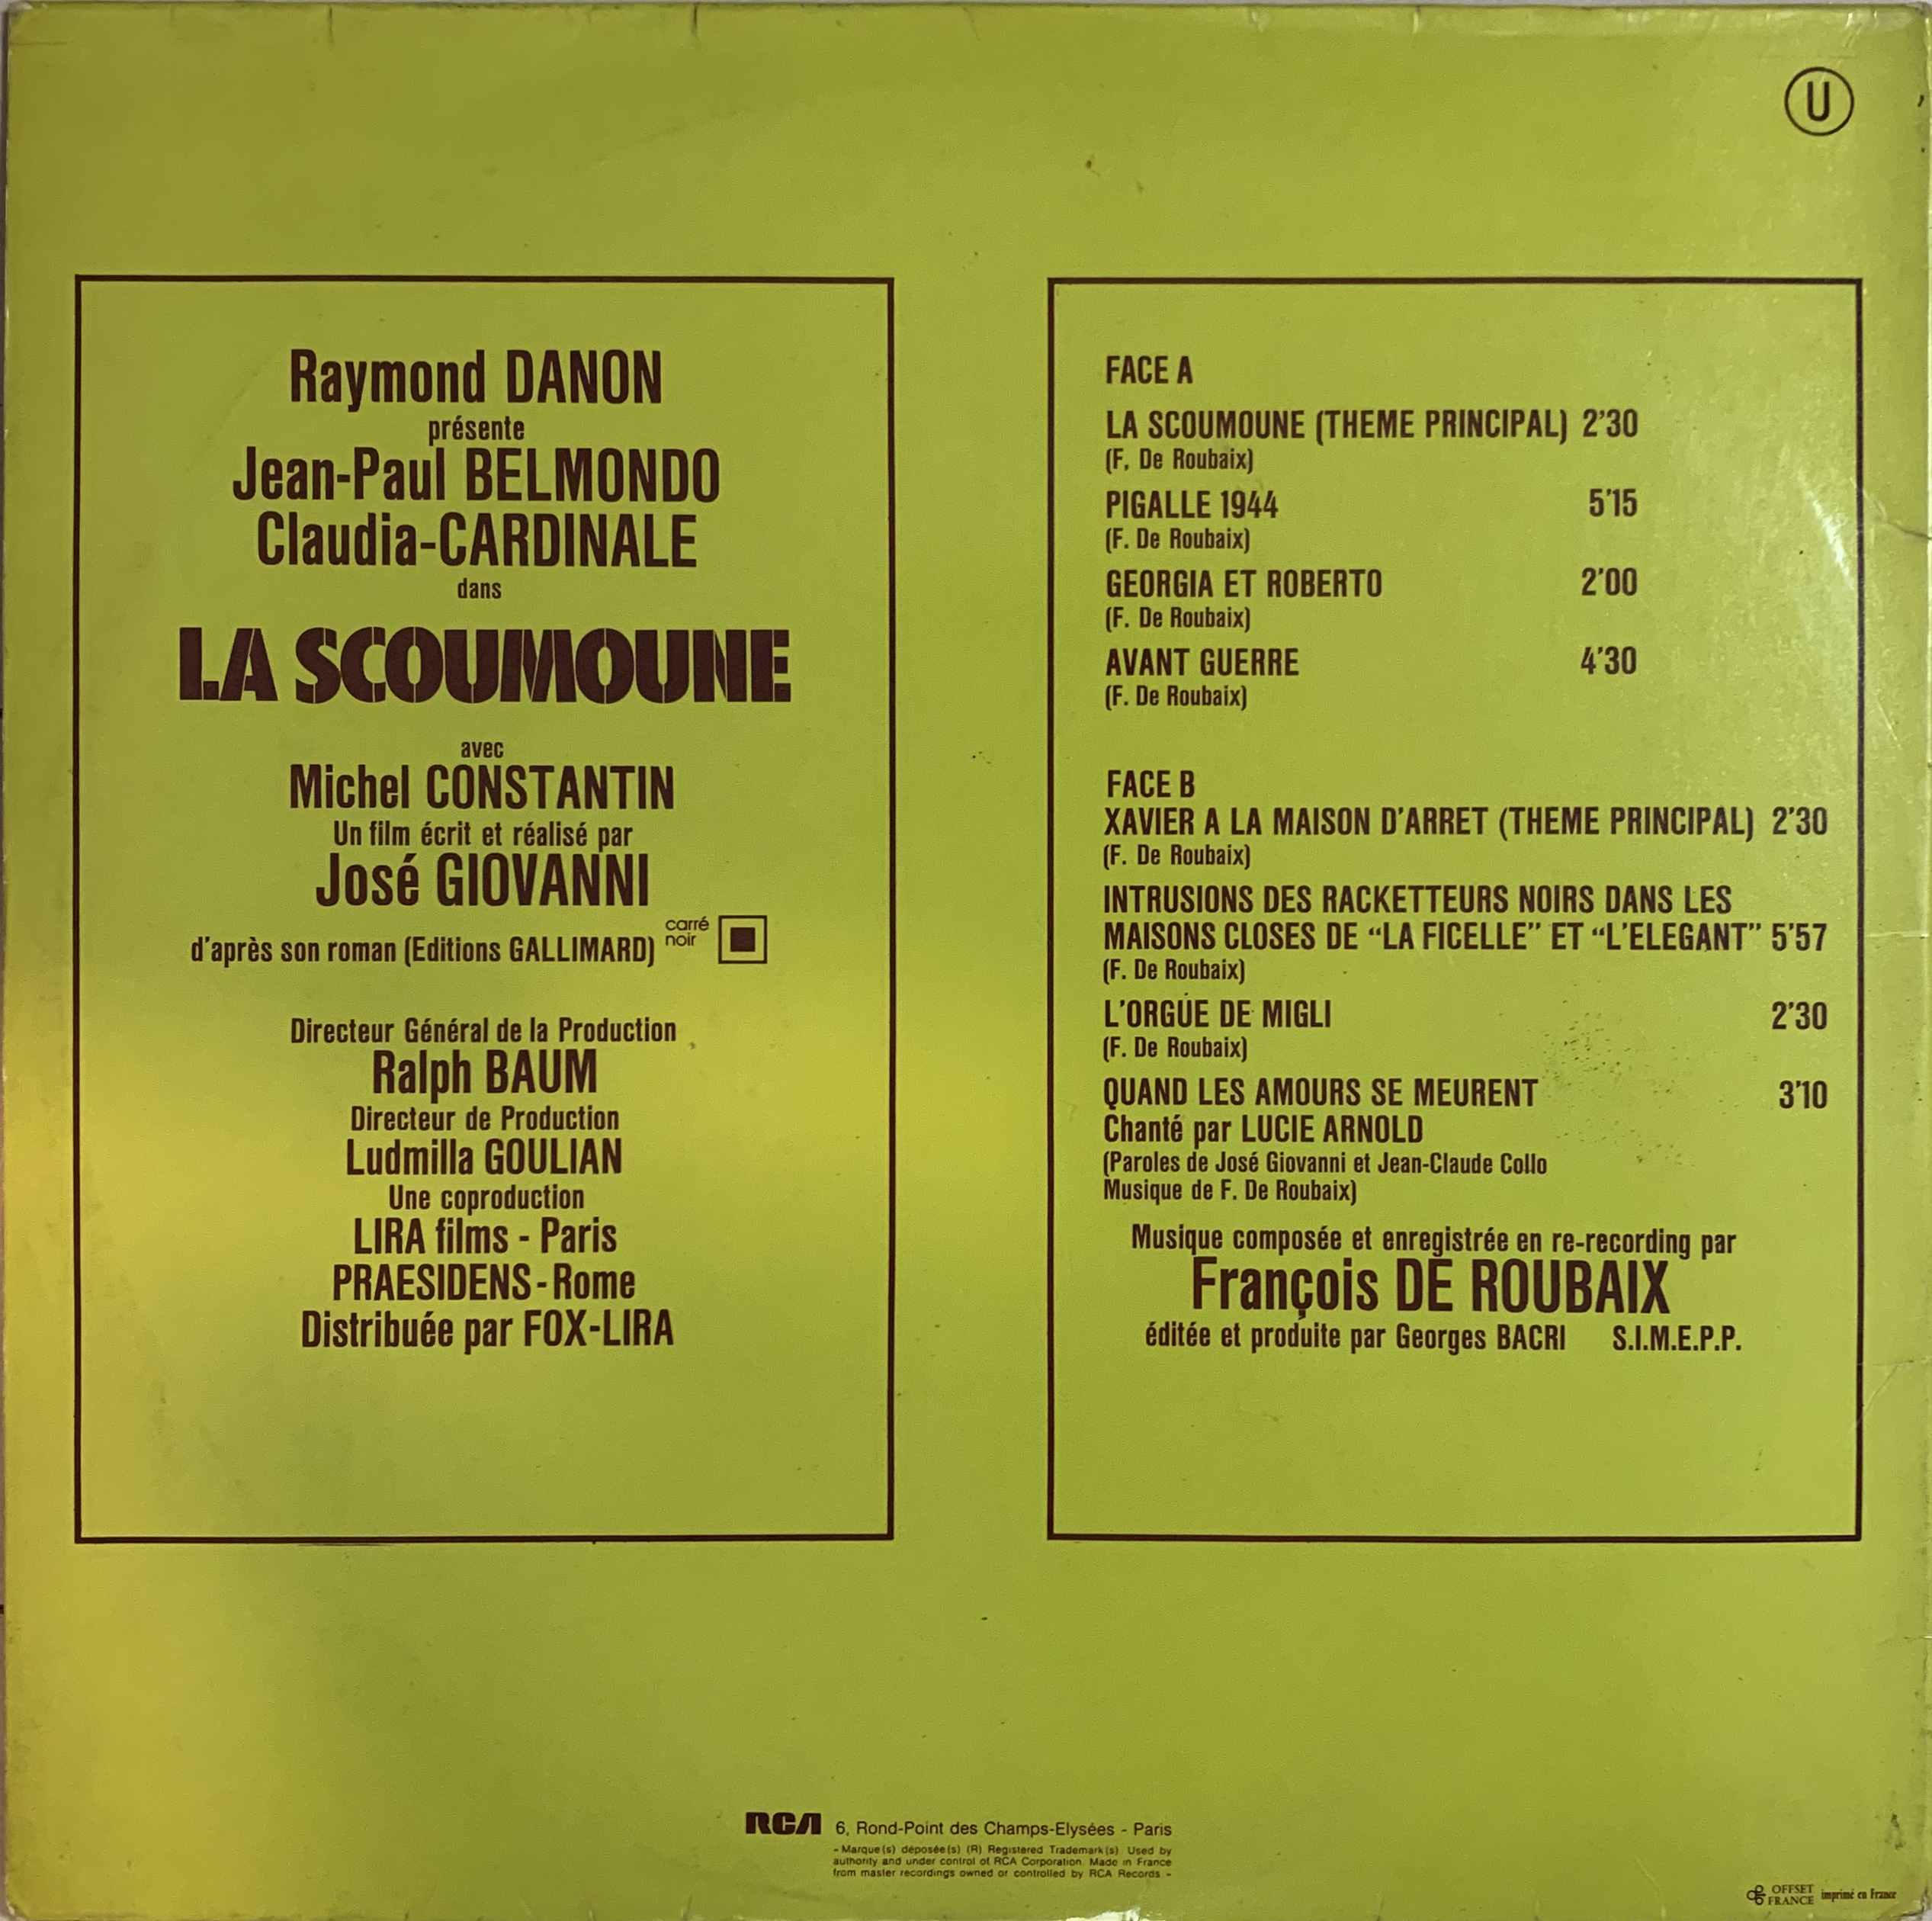 U
Raymond DANON
présente
Jean-Paul BELMONDO
Claudia-CARDINALE
dans
LA SCOUMOUNE
avec
Michel CONSTANTIN
Un film écrit et réalisé par
José GIOVANNI
d'après son roman (Editions GALLIMARD)
carré
noir
Directeur Général de la Production
Ralph BAUM
Directeur de Production
Ludmilla GOULIAN
Une coproduction
LIRA films - Paris
PRAESIDENS - Rome
Distribuée par FOX-LIRA
FACE A
LA SCOUMOUNE (THEME PRINCIPAL) 2'30
(F. De Roubaix)
PIGALLE 1944 5'15
(F. De Roubaix)
GEORGIA ET ROBERTO 2'00
(F. De Roubaix)
AVANT GUERRE 4'30
(F. De Roubaix)
FACE B
XAVIER A LA MAISON D'ARRET (THEME PRINCIPAL) 2'30
(F. De Roubaix)
INTRUSIONS DES RACKETTEURS NOIRS DANS LES
MAISONS CLOSES DE “LA FICELLE” ET “L'ELEGANT” 5'57
(F. De Roubaix)
L'ORGUE DE MIGLI 2'30
(F. De Roubaix)
QUAND LES AMOURS SE MEURENT 3'10
Chanté par LUCIE ARNOLD
(Paroles de José Giovanni et Jean-Claude Collo
Musique de F. De Roubaix)
Musique composée et enregistrée en re-recording par
François DE ROUBAIX
éditée et produite par Georges BACRI S.I.M.E.P.P.
RCA 6, Rond-Point des Champs-Elysées - Paris
- Marque(s) déposée(s) (R) Registered Trademark(s) Used by
authority and under control of RCA Corporation. Made in France
from master recordings owned or controlled by RCA Records -
OFFSET
FRANCE imprimé en France